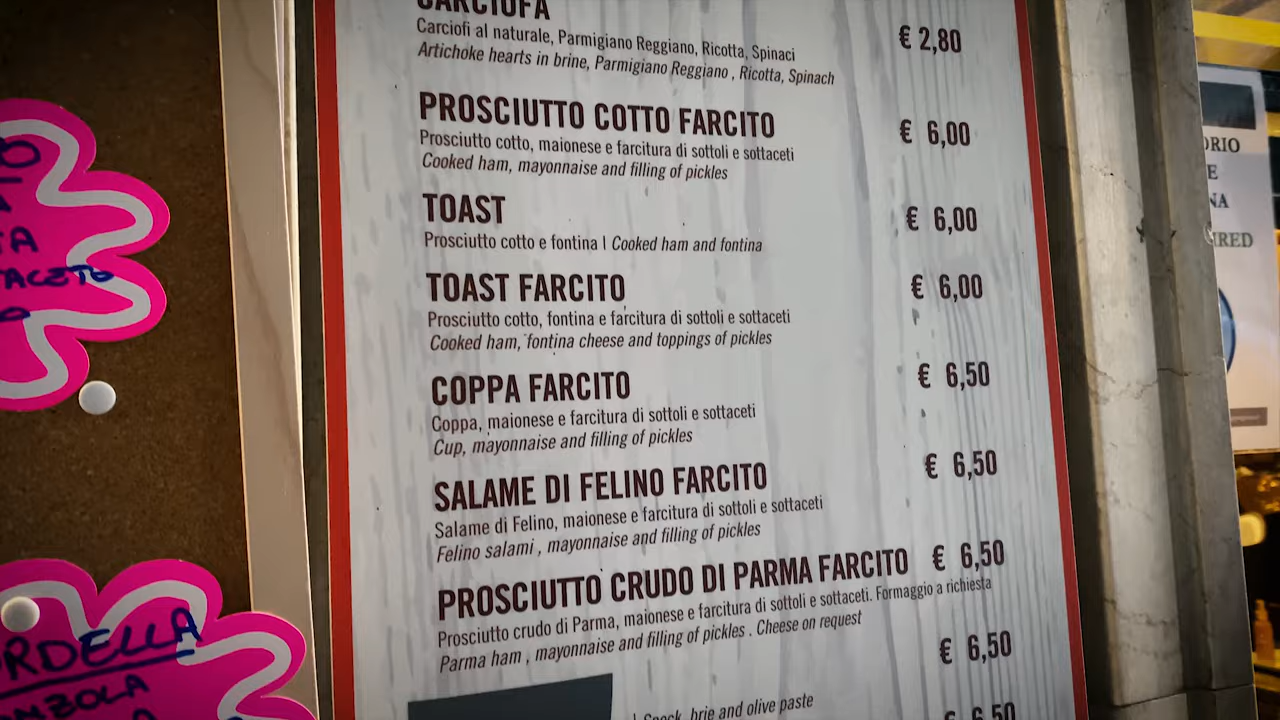 CARCIOFA
€ 2,80
Carciofi al naturale, Parmigiano Reggiano, Ricotta, Spinaci
Artichoke hearts in brine, Parmigiano Reggiano , Ricotta, Spinach
PROSCIUTTO COTTO FARCITO
€ 6,00
Prosciutto cotto, maionese e farcitura di sottoli e sottaceti
Cooked ham, mayonnaise and filling of pickles
TOAST
€ 6,00
Prosciutto cotto e fontina | Cooked ham and fontina
TOAST FARCITO
€ 6,00
Prosciutto cotto, fontina e farcitura di sottoli e sottaceti
Cooked ham, fontina cheese and toppings of pickles
COPPA FARCITO
€ 6,50
Coppa, maionese e farcitura di sottoli e sottaceti
Cup, mayonnaise and filling of pickles
SALAME DI FELINO FARCITO
€ 6,50
Salame di Felino, maionese e farcitura di sottoli e sottaceti
Felino salami , mayonnaise and filling of pickles
PROSCIUTTO CRUDO DI PARMA FARCITO
€ 6,50
Prosciutto crudo di Parma, maionese e farcitura di sottoli e sottaceti. Formaggio a richiesta
Parma ham , mayonnaise and filling of pickles . Cheese on request
€ 6,50
brie and olive paste
€ 6,50